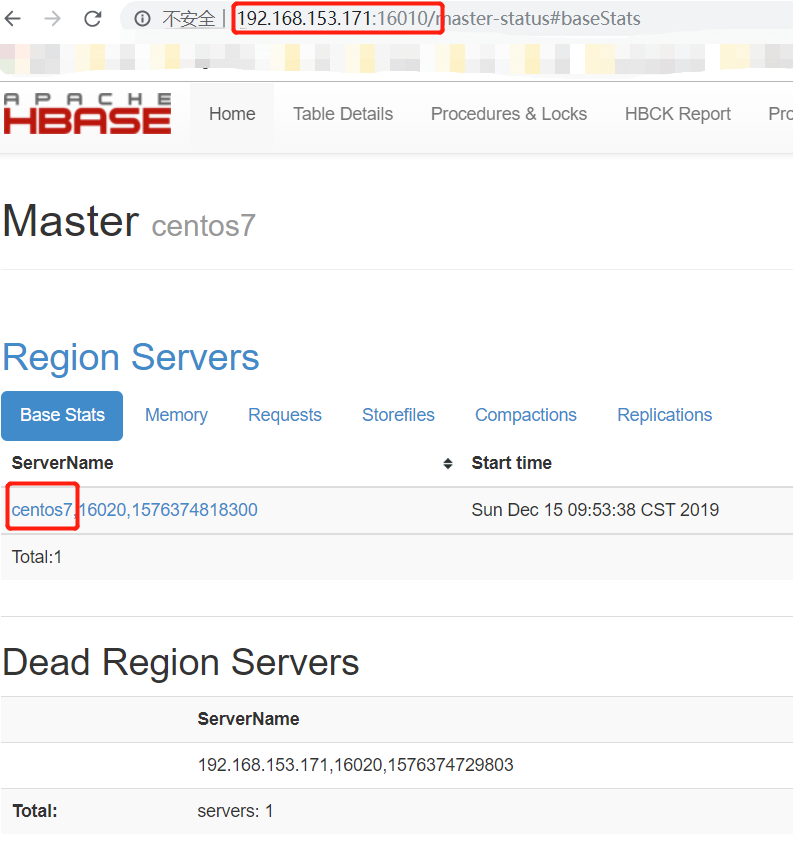 不安全 | 192.168.153.171:16010/master-status#baseStats
APACHE
HBASE
Home Table Details Procedures & Locks HBCK Report Pro
Master centos7
Region Servers
Base Stats Memory Requests Storefiles Compactions Replications
ServerName Start time
centos7,16020,1576374818300 Sun Dec 15 09:53:38 CST 2019
Total:1
Dead Region Servers
ServerName
192.168.153.171,16020,1576374729803
Total: servers: 1